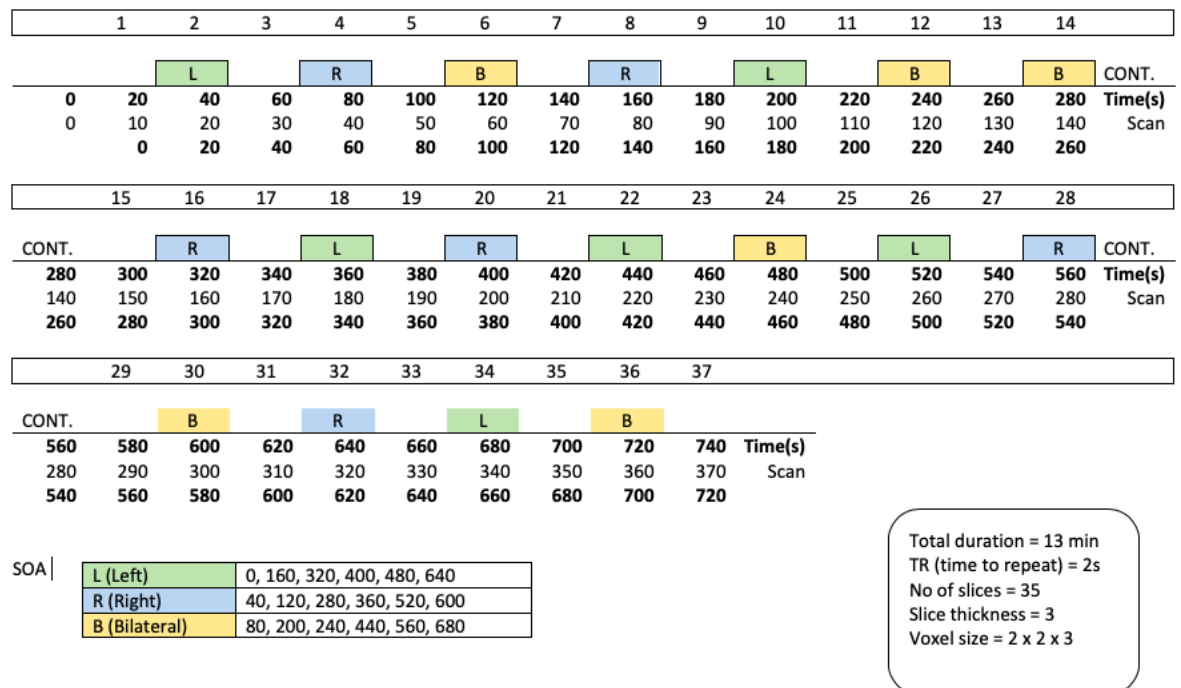 1 2 3 4 5 6 7 8 9 10 11 12 13 14
L R B R L B B CONT.
0 20 40 60 80 100 120 140 160 180 200 220 240 260 280 Time(s)
0 10 20 30 40 50 60 70 80 90 100 110 120 130 140 Scan
0 20 40 60 80 100 120 140 160 180 200 220 240 260
15 16 17 18 19 20 21 22 23 24 25 26 27 28
CONT. R L R L B L R CONT.
280 300 320 340 360 380 400 420 440 460 480 500 520 540 560 Time(s)
140 150 160 170 180 190 200 210 220 230 240 250 260 270 280 Scan
260 280 300 320 340 360 380 400 420 440 460 480 500 520 540
29 30 31 32 33 34 35 36 37
CONT. B R L B
560 580 600 620 640 660 680 700 720 740 Time(s)
280 290 300 310 320 330 340 350 360 370 Scan
540 560 580 600 620 640 660 680 700 720
SOA
L (Left) 0, 160, 320, 400, 480, 640
R (Right) 40, 120, 280, 360, 520, 600
B (Bilateral) 80, 200, 240, 440, 560, 680
Total duration = 13 min
TR (time to repeat) = 2s
No of slices = 35
Slice thickness = 3
Voxel size = 2 x 2 x 3